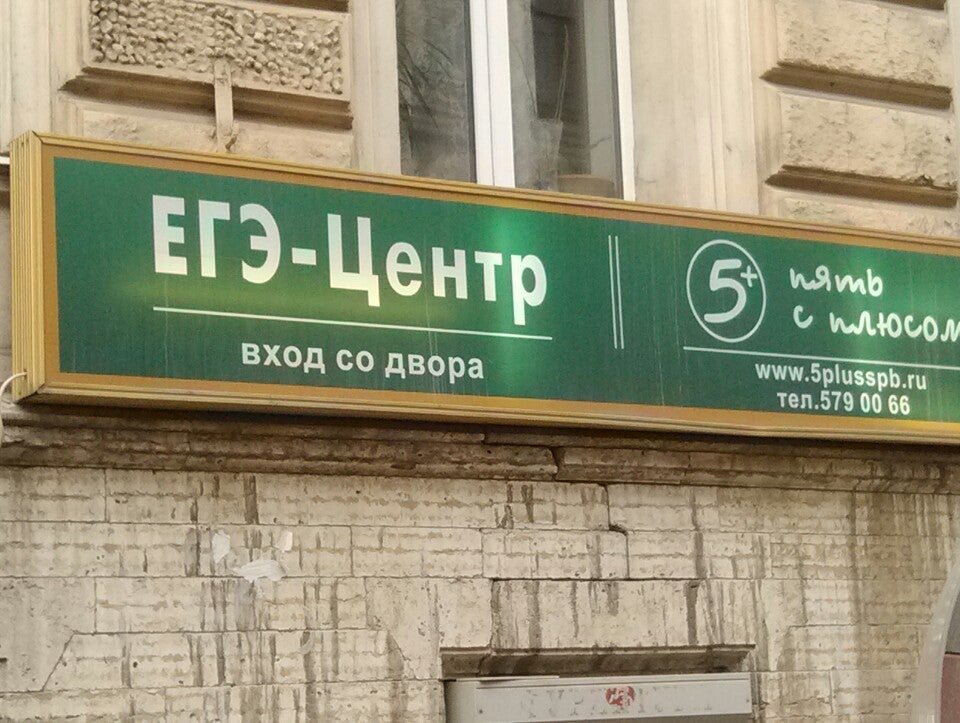 ЕГЭ-Центр
вход со двора
5+
пять
с плюсом
www.5plusspb.ru
тел.579 00 66